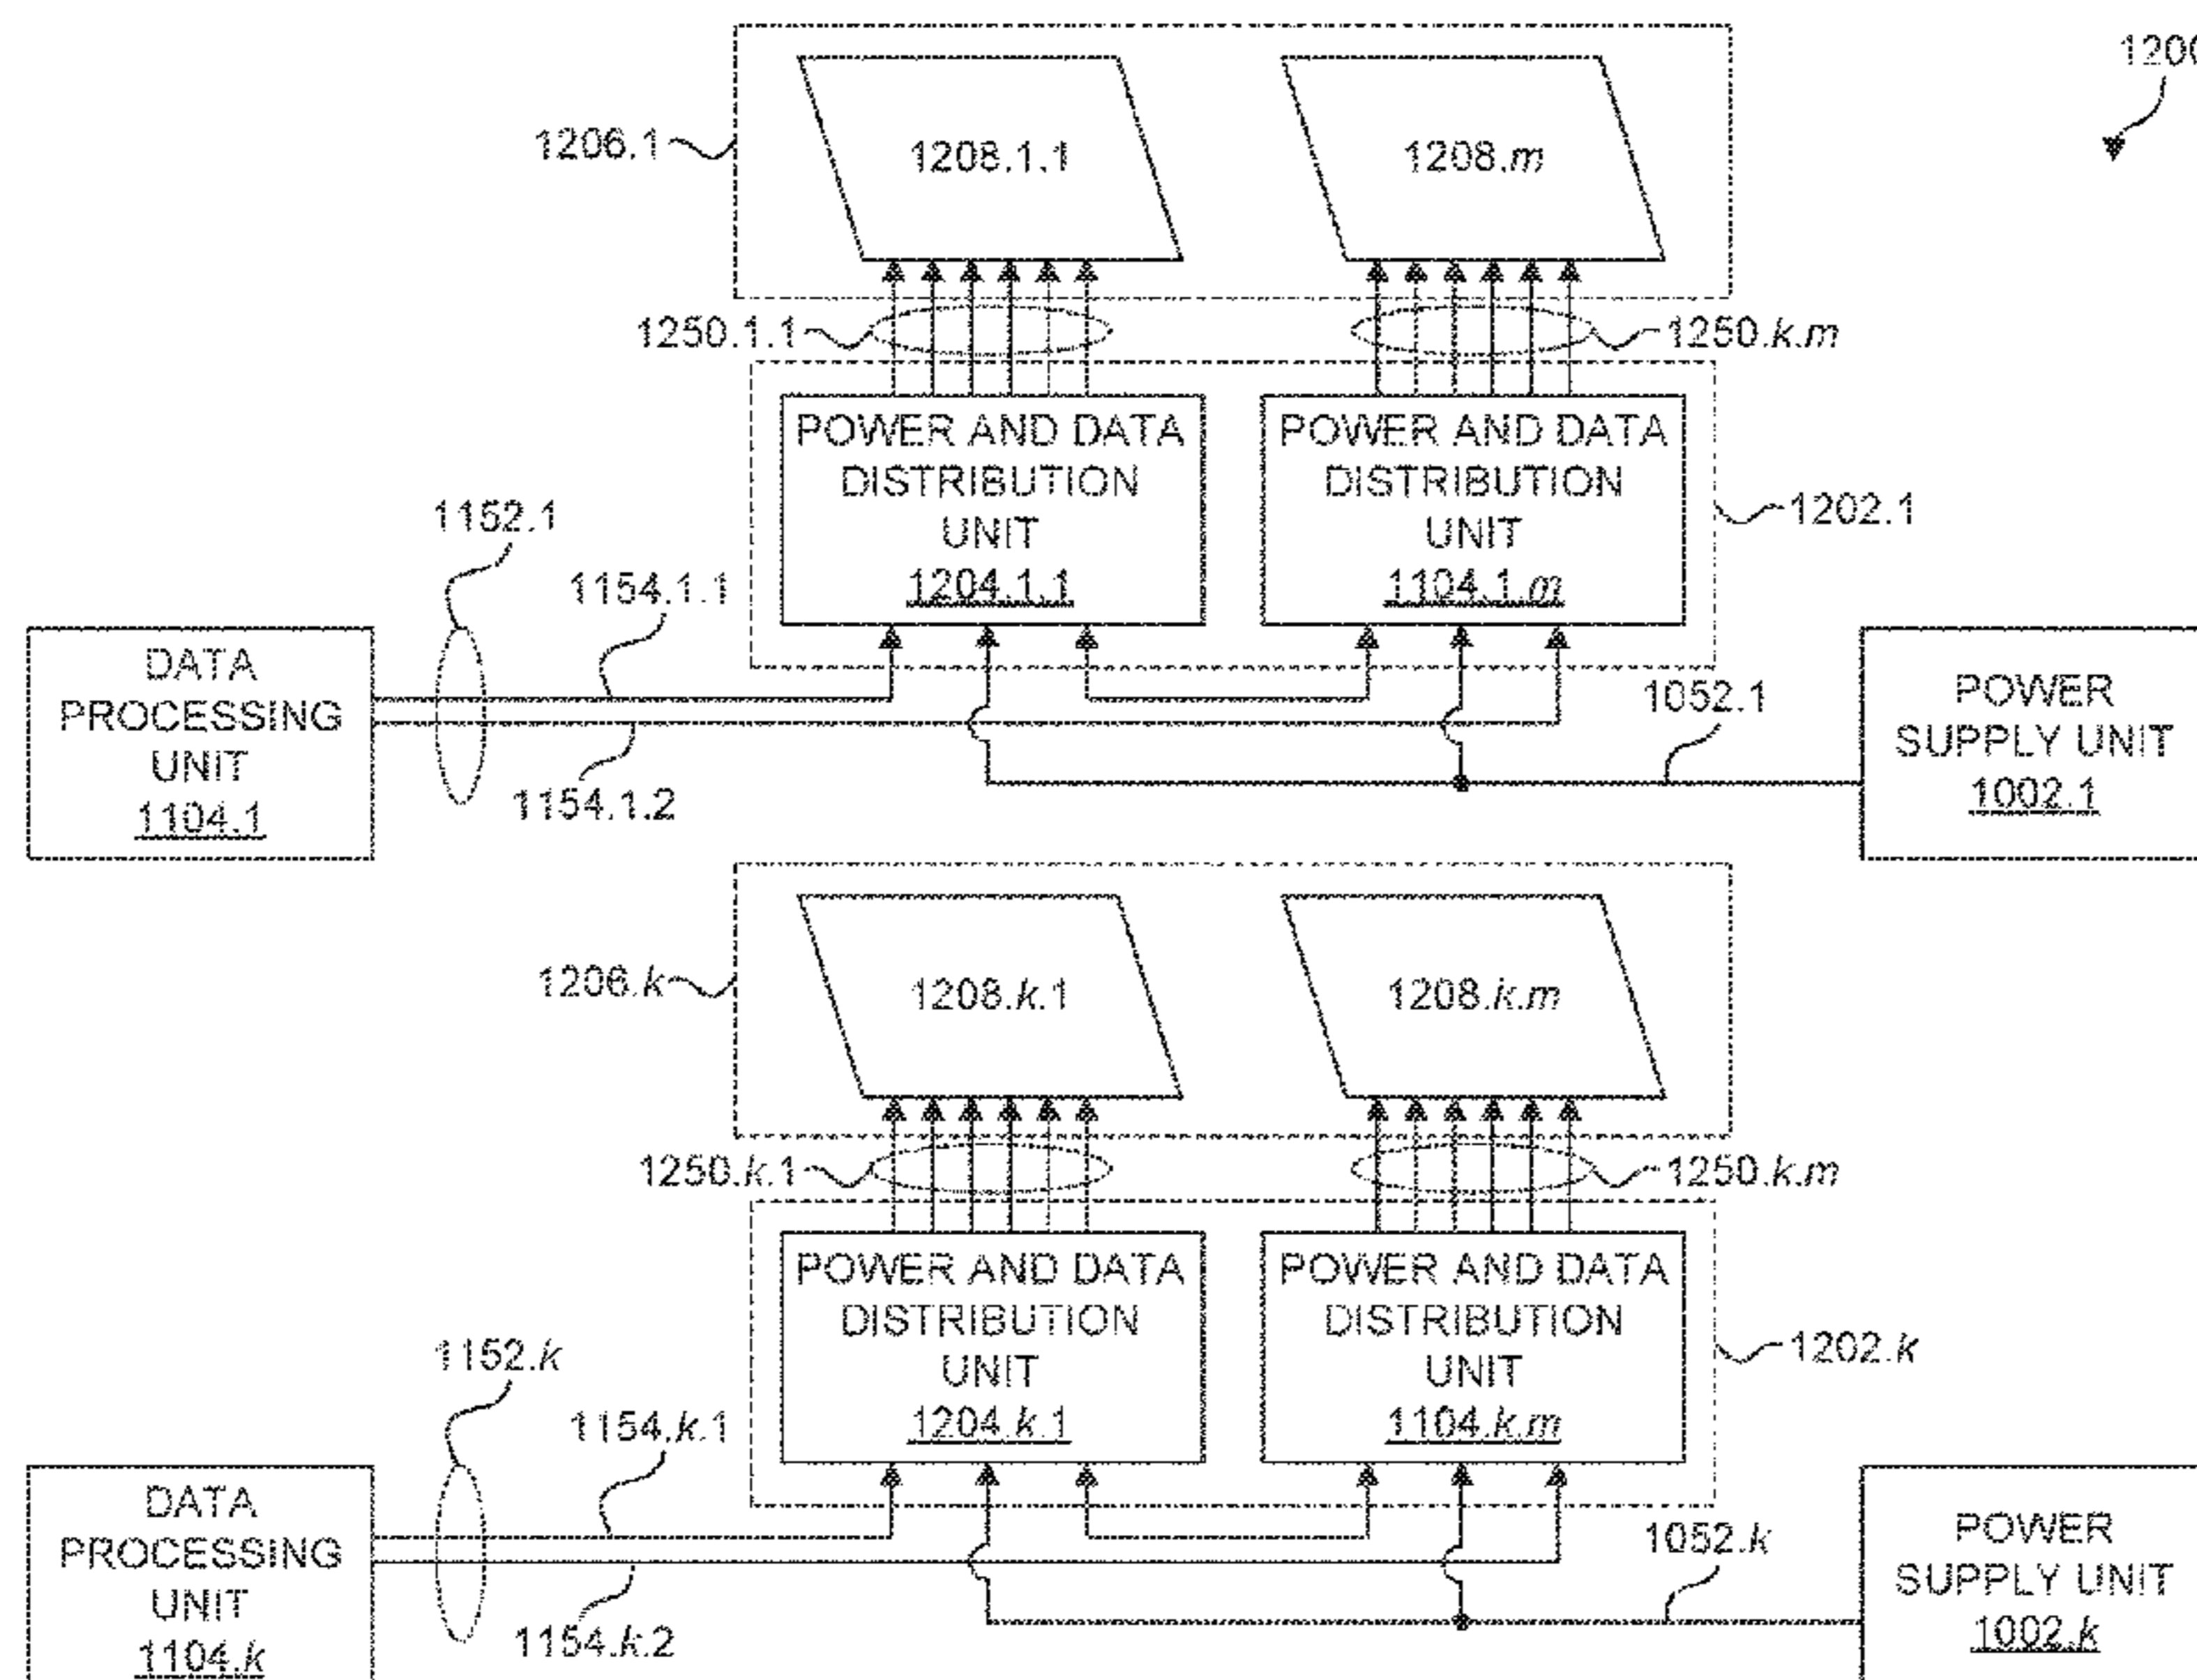 1200
1206.1
1208.1.1
1208.m
1250.1.1
1250.k.m
POWER AND DATA
DISTRIBUTION
UNIT
1204.1.1
POWER AND DATA
DISTRIBUTION
UNIT
1104.1.m
1202.1
1152.1
1154.1.1
DATA
PROCESSING
UNIT
1104.1
1154.1.2
1052.1
POWER
SUPPLY UNIT
1002.1
1206.k
1208.k.1
1208.k.m
1250.k.1
1250.k.m
POWER AND DATA
DISTRIBUTION
UNIT
1204.k.1
POWER AND DATA
DISTRIBUTION
UNIT
1104.k.m
1202.k
1152.k
1154.k.1
DATA
PROCESSING
UNIT
1104.k
1154.k.2
1052.k
POWER
SUPPLY UNIT
1002.k